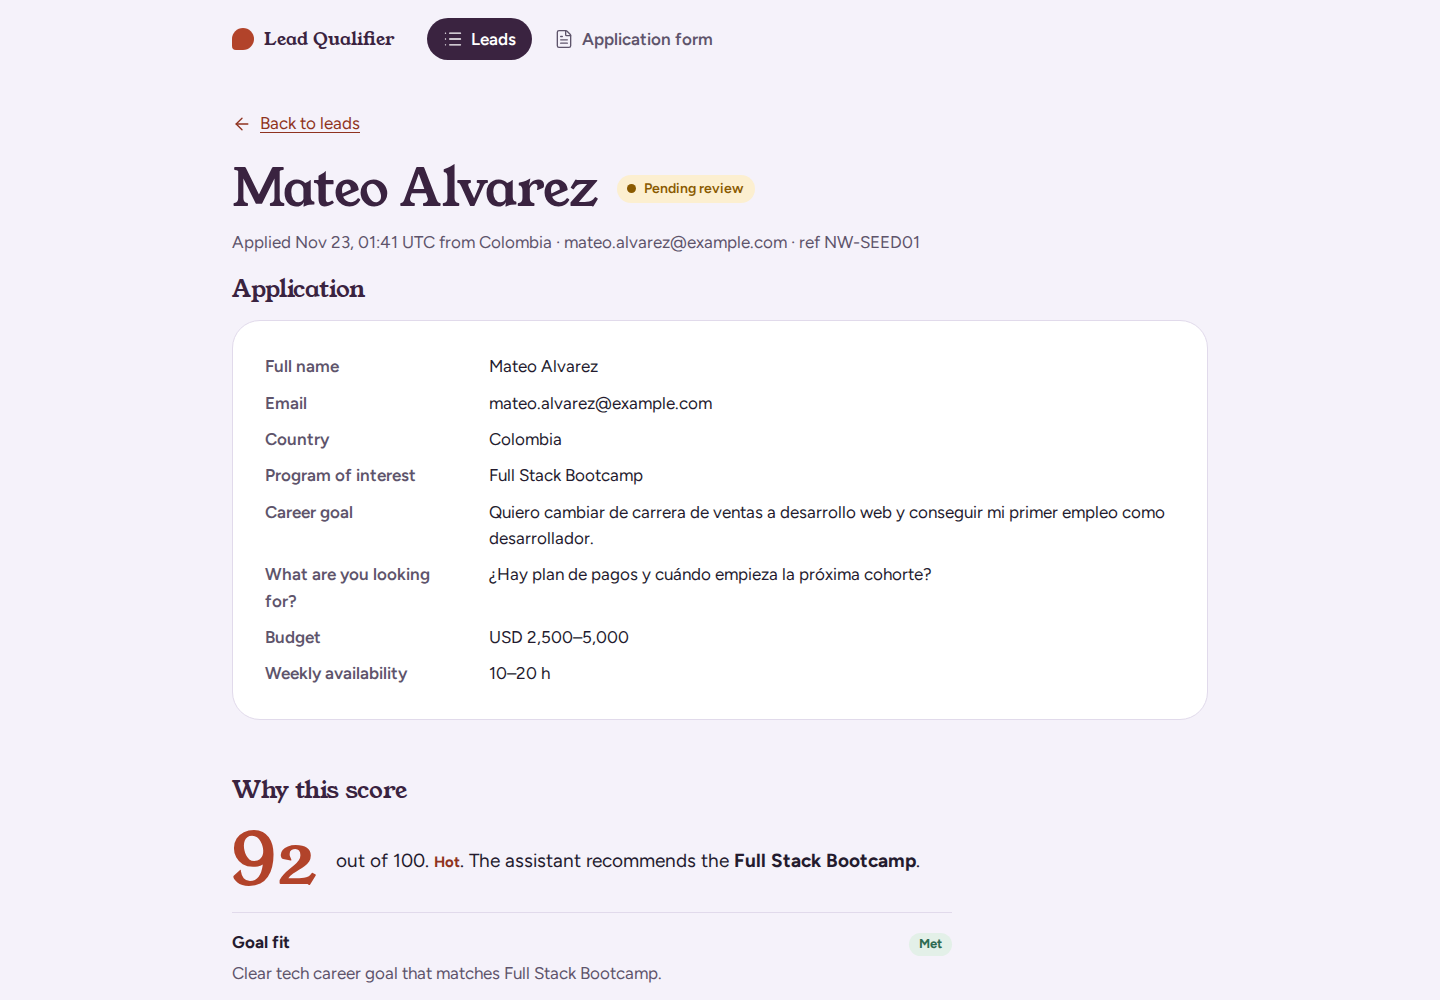 Lead Qualifier
Leads
Application form
Back to leads
Mateo Alvarez
Pending review
Applied Nov 23, 01:41 UTC from Colombia · mateo.alvarez@example.com · ref NW-SEED01
Application
Full name
Mateo Alvarez
Email
mateo.alvarez@example.com
Country
Colombia
Program of interest
Full Stack Bootcamp
Career goal
Quiero cambiar de carrera de ventas a desarrollo web y conseguir mi primer empleo como
desarrollador.
What are you looking
for?
¿Hay plan de pagos y cuándo empieza la próxima cohorte?
Budget
USD 2,500–5,000
Weekly availability
10–20 h
Why this score
92
out of 100. Hot. The assistant recommends the Full Stack Bootcamp.
Goal fit
Met
Clear tech career goal that matches Full Stack Bootcamp.